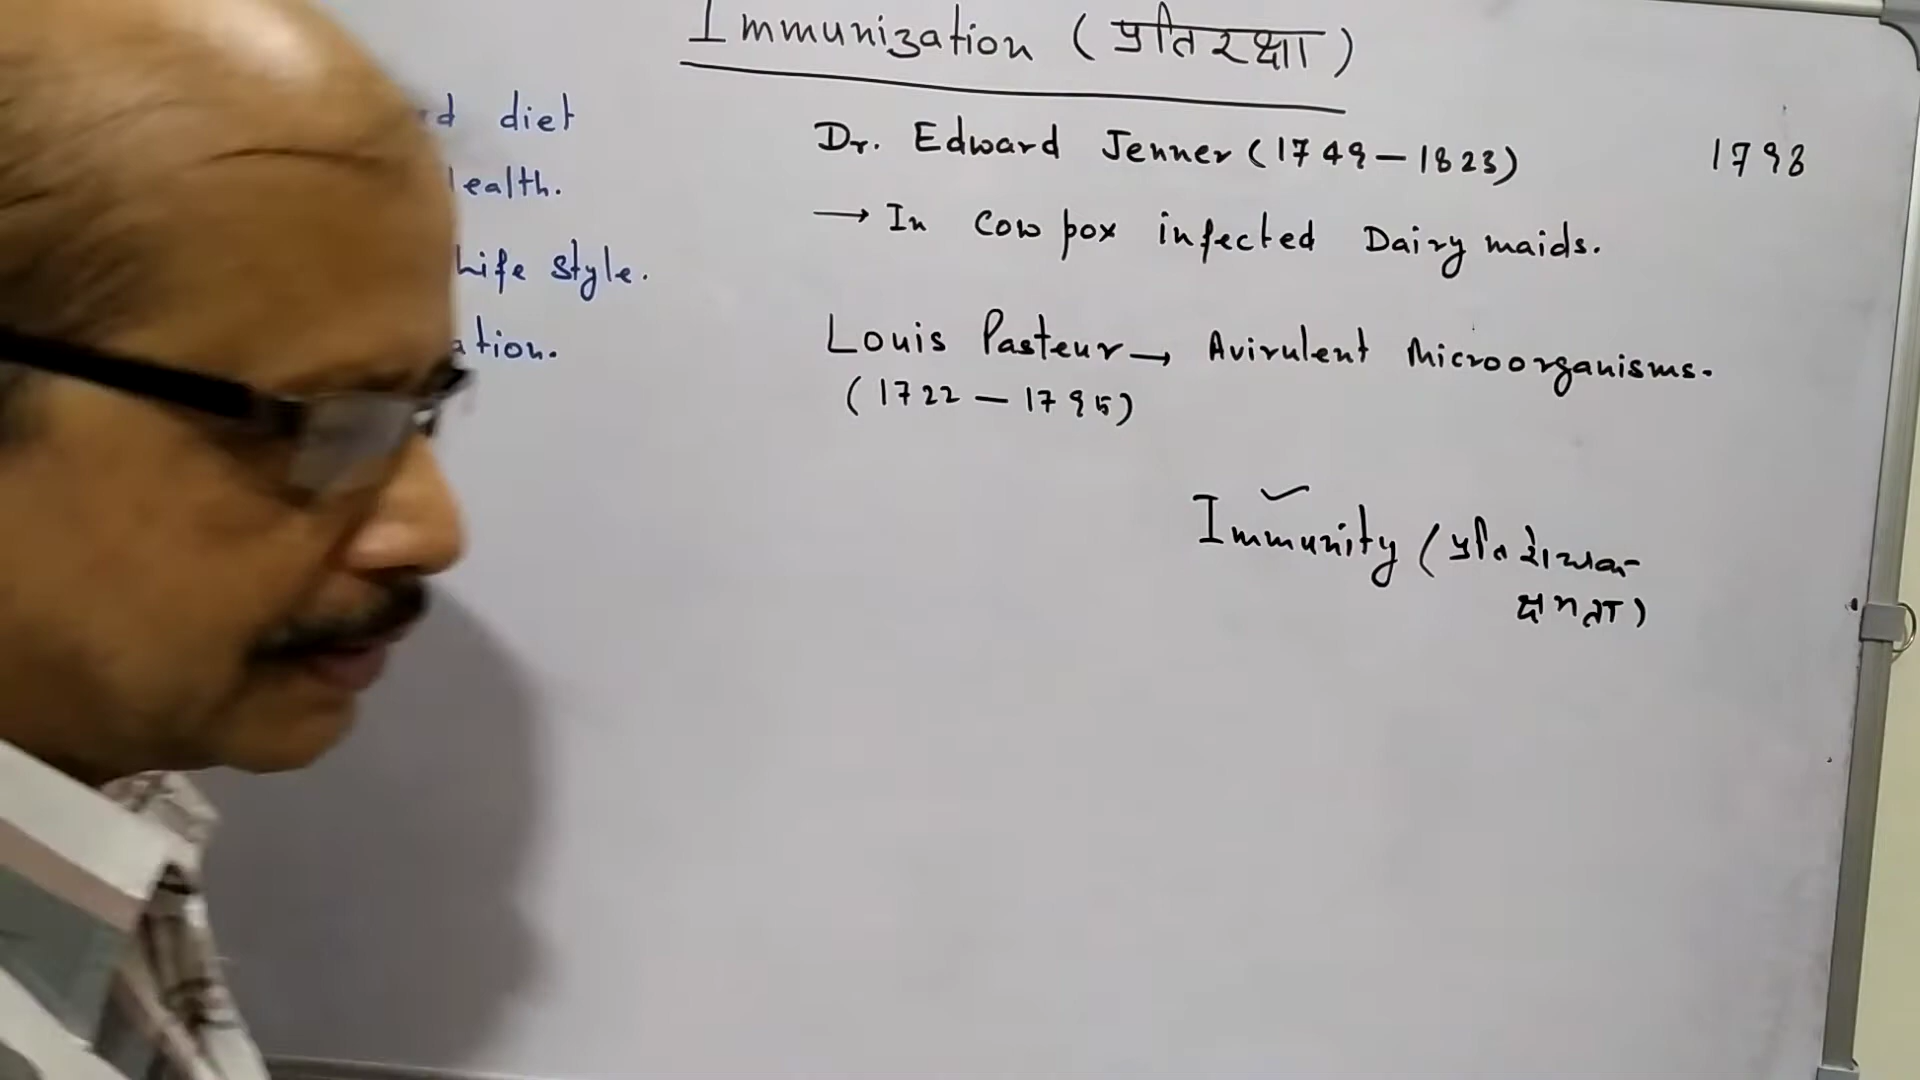 Immunization (प्रतिरक्षा)
diet
ealth.
Life style.
ation.
Dr. Edward Jenner (1749 – 1823) 1798
→ In Cow pox infected Dairy maids.
Louis Pasteur → Avirulent Microorganisms.
(1722 – 1795)
Immunity (प्रतिरोधक
क्षमता)